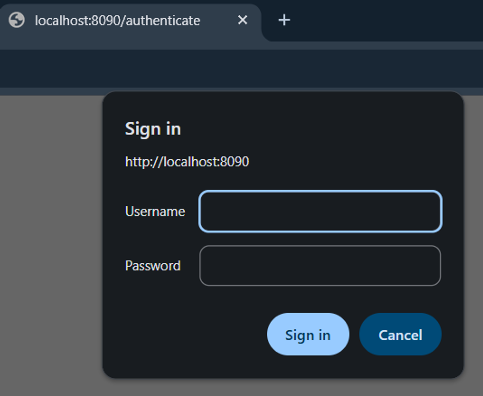 localhost:8090/authenticate
Sign in
http://localhost:8090
Username
Password
Sign in Cancel